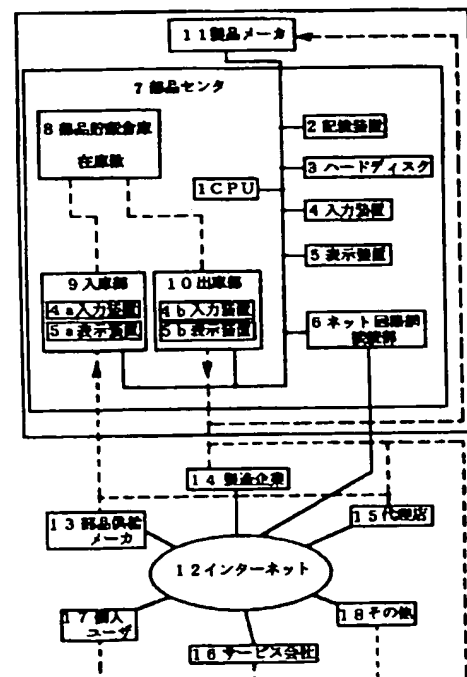 11製品メーカ
7 部品センタ
8部品貯蔵倉庫
在庫数
2 記憶装置
3 ハードディスク
1CPU
4 入力装置
5 表示装置
9入庫部
4a入力装置
5a表示装置
10出庫部
4b入力装置
5b表示装置
6 ネット回路網
接続部
14 製造企業
13部品供給
メーカ
15代理店
12インターネット
17個人
ユーザ
18その他
16サービス会社